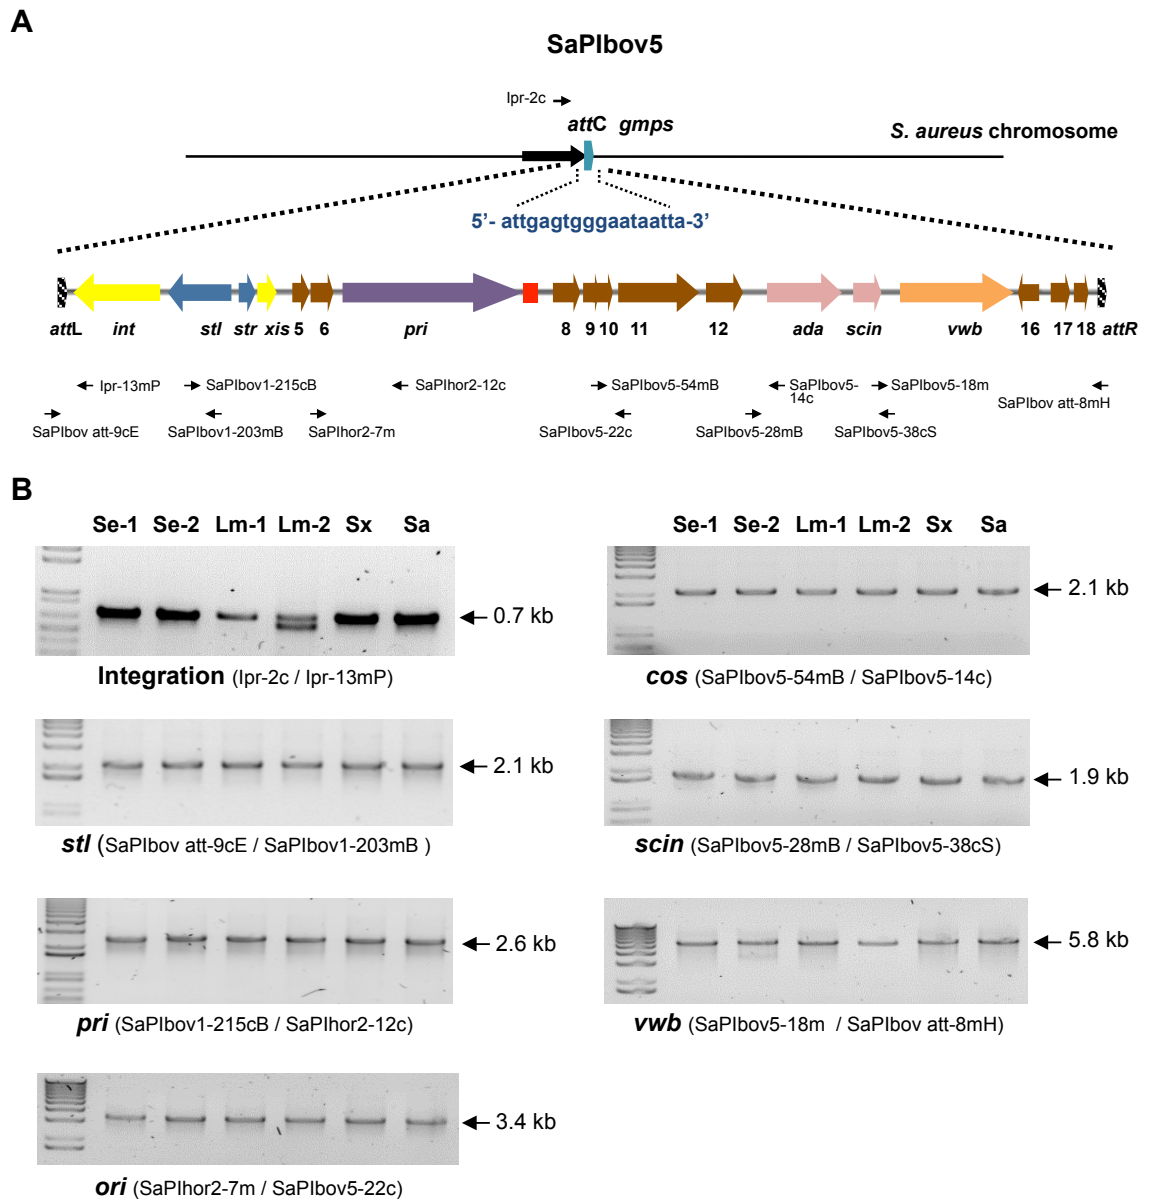 A
SaPIbov5
Ipr-2c
attC gmps
S. aureus chromosome
5’- attgagtgggaataatta-3’
attL int stl str xis 5 6 pri 8 9 10 11 12 ada scin vwb 16 17 18 attR
Ipr-13mP SaPIbov1-215cB SaPIhor2-12c SaPIbov5-54mB SaPIbov5-14c SaPIbov5-18m SaPIbov att-8mH
SaPIbov att-9cE SaPIbov1-203mB SaPIhor2-7m SaPIbov5-22c SaPIbov5-28mB SaPIbov5-38cS
B
Se-1 Se-2 Lm-1 Lm-2 Sx Sa
0.7 kb
Integration (Ipr-2c / Ipr-13mP)
2.1 kb
stl (SaPIbov att-9cE / SaPIbov1-203mB )
2.6 kb
pri (SaPIbov1-215cB / SaPIhor2-12c)
3.4 kb
ori (SaPIhor2-7m / SaPIbov5-22c)
Se-1 Se-2 Lm-1 Lm-2 Sx Sa
2.1 kb
cos (SaPIbov5-54mB / SaPIbov5-14c)
1.9 kb
scin (SaPIbov5-28mB / SaPIbov5-38cS)
5.8 kb
vwb (SaPIbov5-18m / SaPIbov att-8mH)